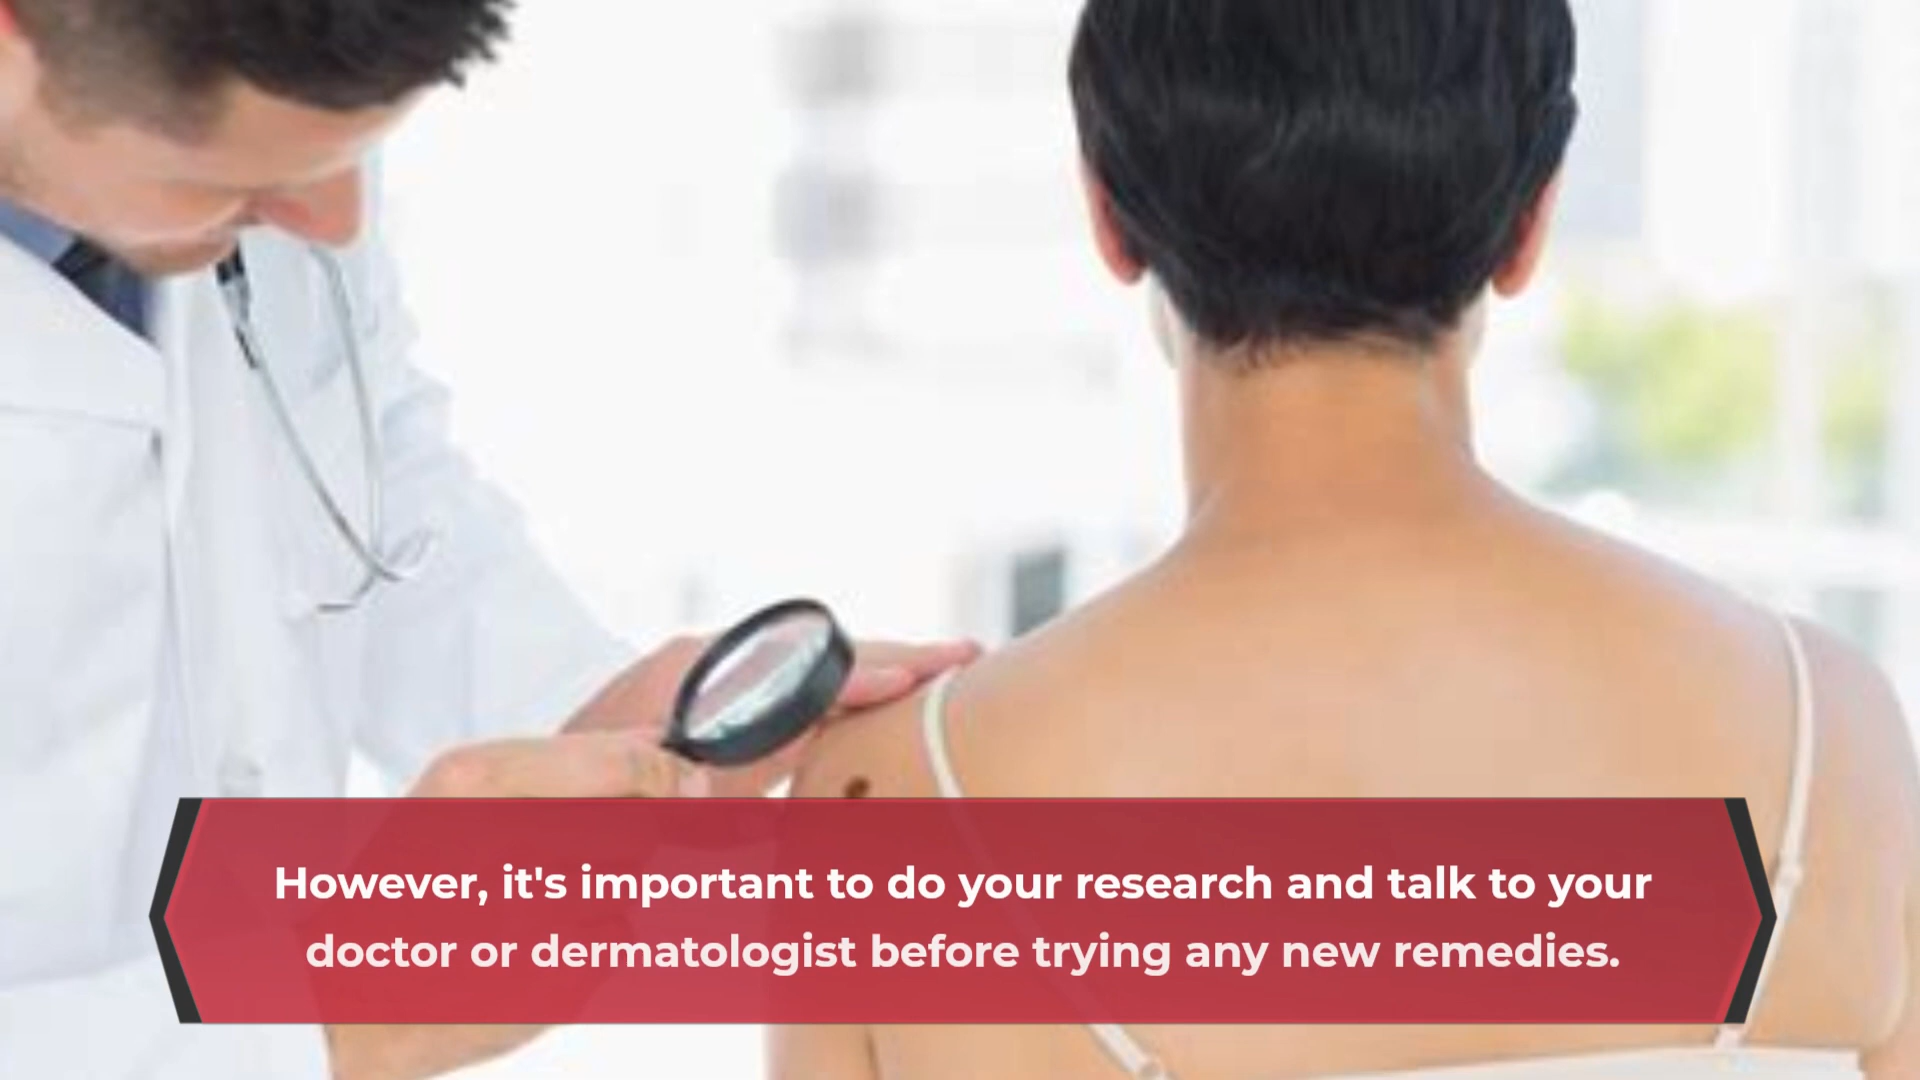 However, it's important to do your research and talk to your
doctor or dermatologist before trying any new remedies.